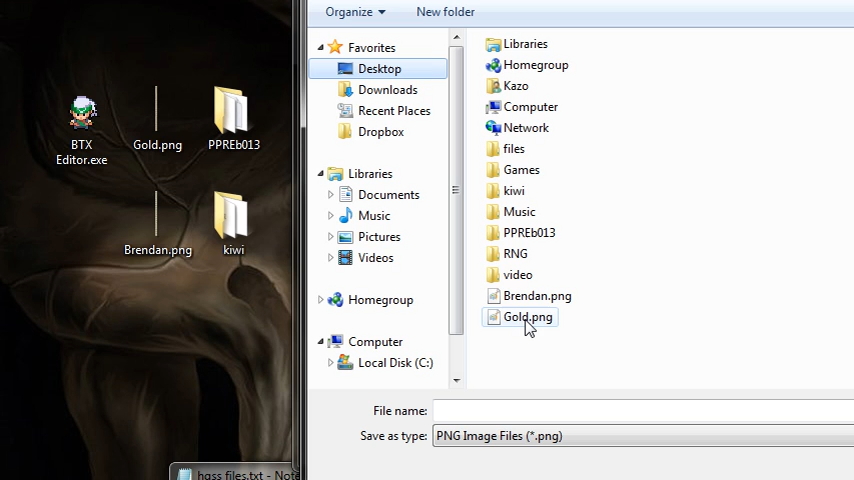 Organize
New folder
BTX
Editor.exe
Gold.png
PPREb013
Brendan.png
kiwi
Favorites
Desktop
Downloads
Recent Places
Dropbox
Libraries
Documents
Music
Pictures
Videos
Homegroup
Computer
Local Disk (C:)
Libraries
Homegroup
Kazo
Computer
Network
files
Games
kiwi
Music
PPREb013
RNG
video
Brendan.png
Gold.png
File name:
Save as type: PNG Image Files (*.png)
hgss files.txt - Note